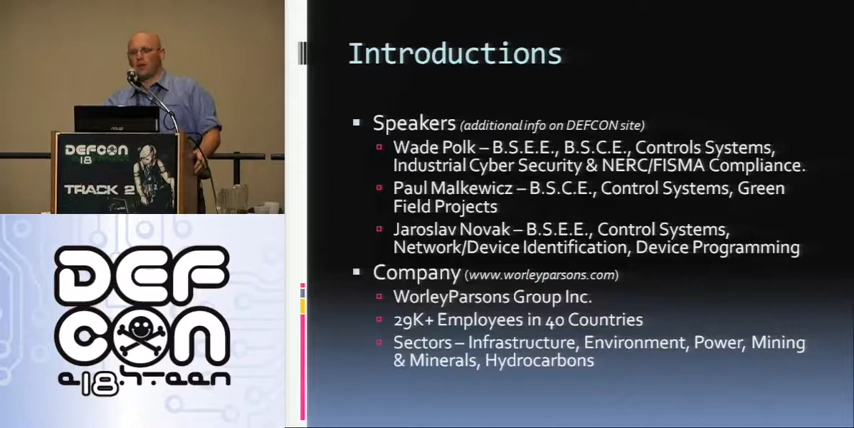 Introductions
Speakers (additional info on DEFCON site)
Wade Polk – B.S.E.E., B.S.C.E., Controls Systems,
Industrial Cyber Security & NERC/FISMA Compliance.
Paul Malkewicz – B.S.C.E., Control Systems, Green
Field Projects
Jaroslav Novak – B.S.E.E., Control Systems,
Network/Device Identification, Device Programming
Company (www.worleyparsons.com)
WorleyParsons Group Inc.
29K+ Employees in 40 Countries
Sectors – Infrastructure, Environment, Power, Mining
& Minerals, Hydrocarbons
DEFCON
18
TRACK 2
DEF
CON
e18hteen